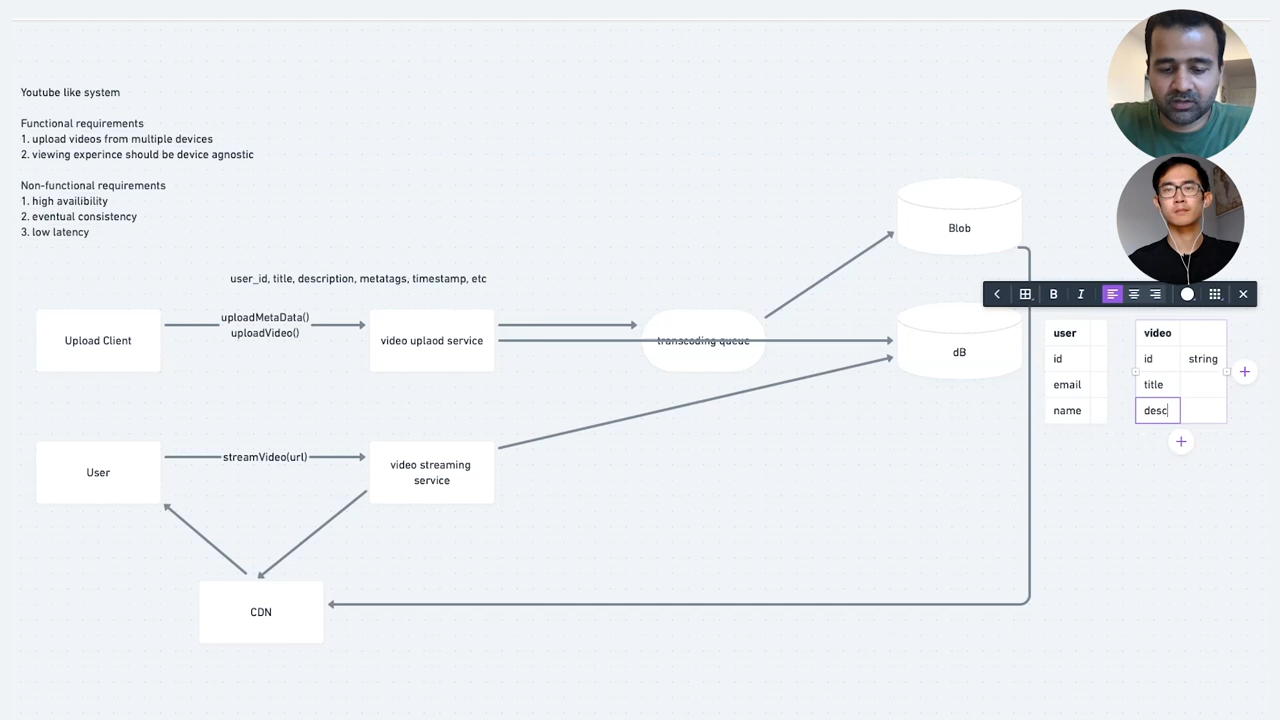 Youtube like system
Functional requirements
1. upload videos from multiple devices
2. viewing experince should be device agnostic
Non-functional requirements
1. high availibility
2. eventual consistency
3. low latency
user_id, title, description, metatags, timestamp, etc
Upload Client
uploadMetaData()
uploadVideo()
video uplaod service
transcoding queue
Blob
dB
B I
user
id
email
name
video
id string
title
desc
User
streamVideo(url)
video streaming
service
CDN